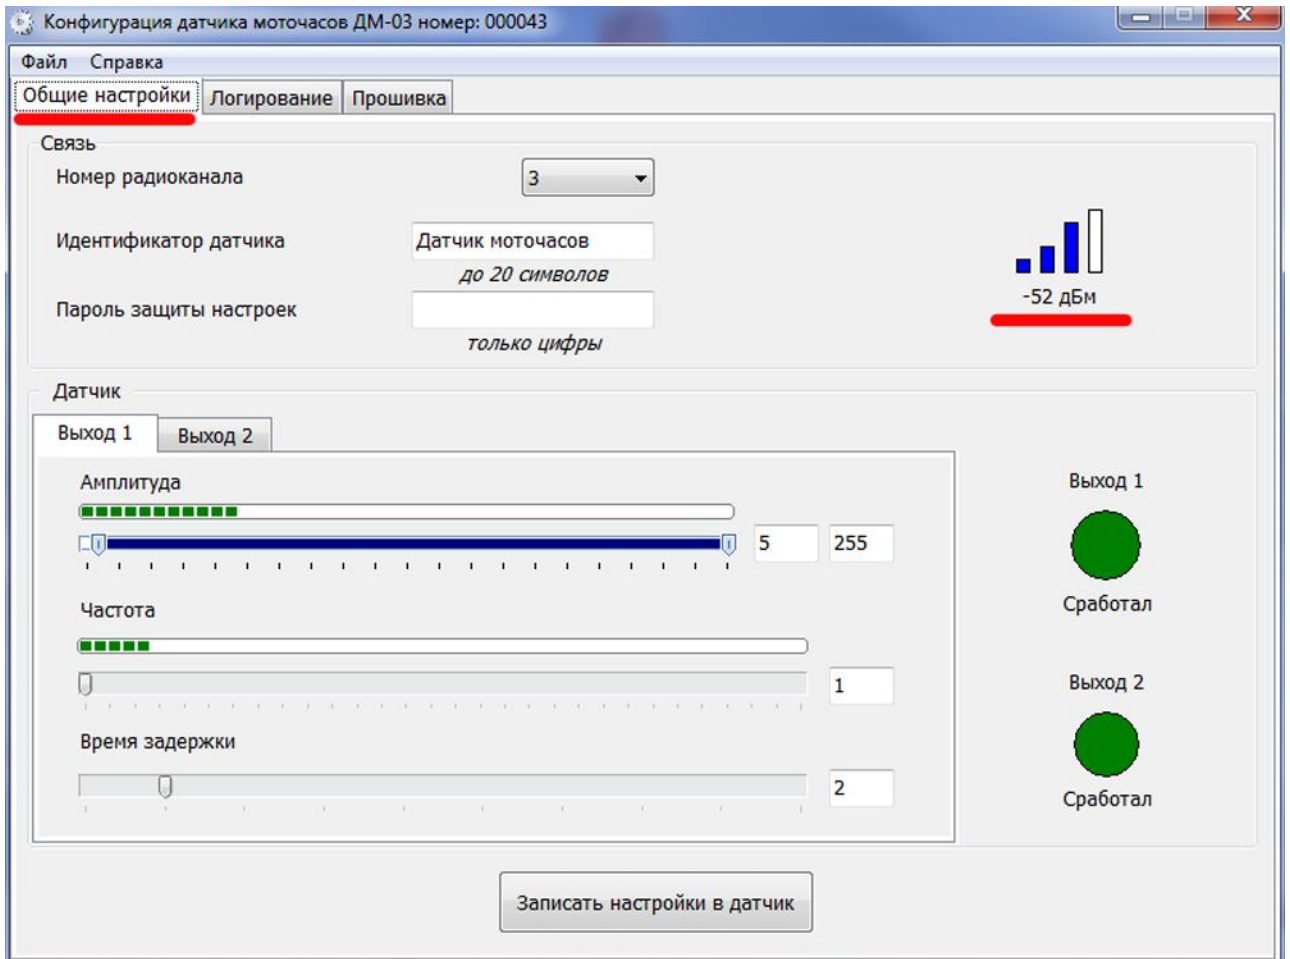 Конфигурация датчика моточасов ДМ-03 номер: 000043
Файл Справка
Общие настройки Логирование Прошивка
Связь
Номер радиоканала 3
Идентификатор датчика Датчик моточасов
до 20 символов
-52 дБм
Пароль защиты настроек
только цифры
Датчик
Выход 1 Выход 2
Амплитуда
5 255
Частота
1
Время задержки
2
Выход 1
Сработал
Выход 2
Сработал
Записать настройки в датчик